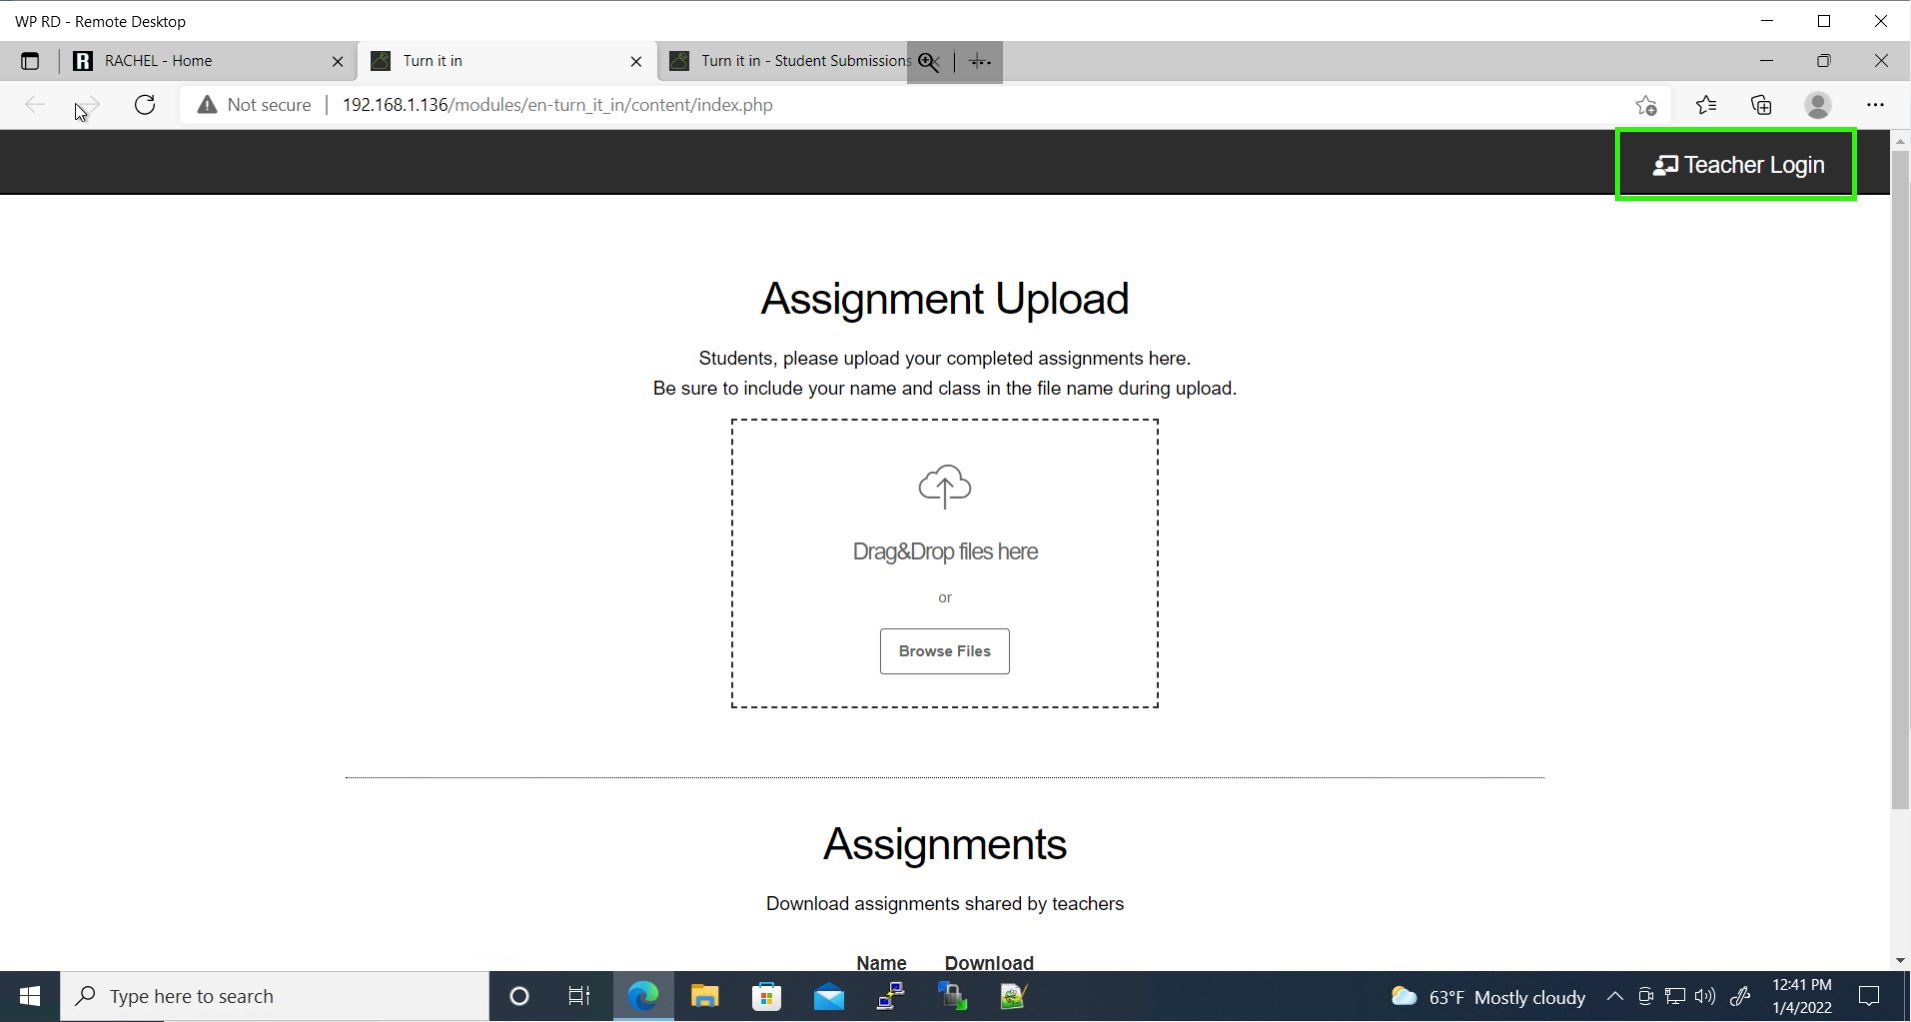 WP RD - Remote Desktop
RACHEL - Home
Turn it in
Turn it in - Student Submissions
Not secure
192.168.1.136/modules/en-turn_it_in/content/index.php
Teacher Login
Assignment Upload
Students, please upload your completed assignments here.
Be sure to include your name and class in the file name during upload.
Drag&Drop files here
or
Browse Files
Assignments
Download assignments shared by teachers
Name Download
Type here to search
63°F Mostly cloudy
12:41 PM
1/4/2022